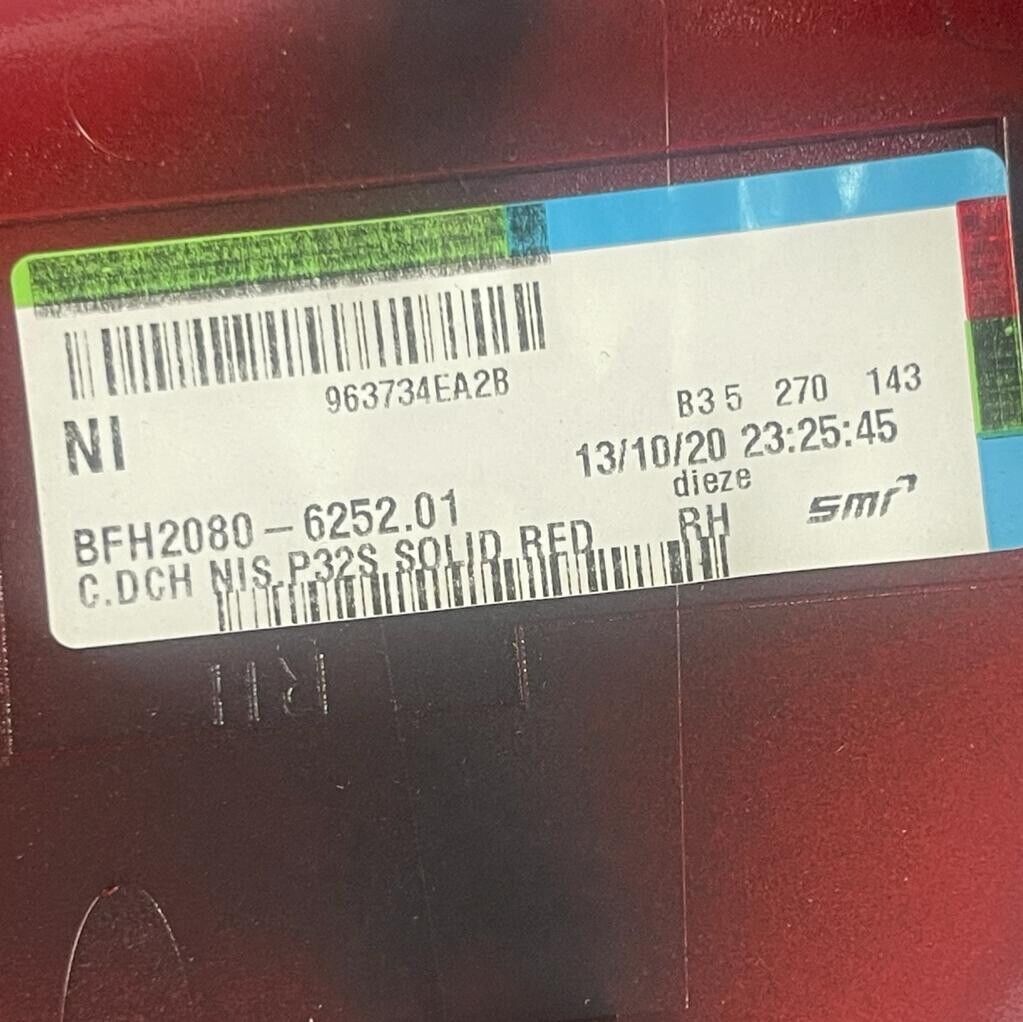 963734EA2B
B3 5 270 143
NI
13/10/20 23:25:45
dieze
smr
BFH2080-6252.01
C.DCH NIS.P32S SOLID RED RH